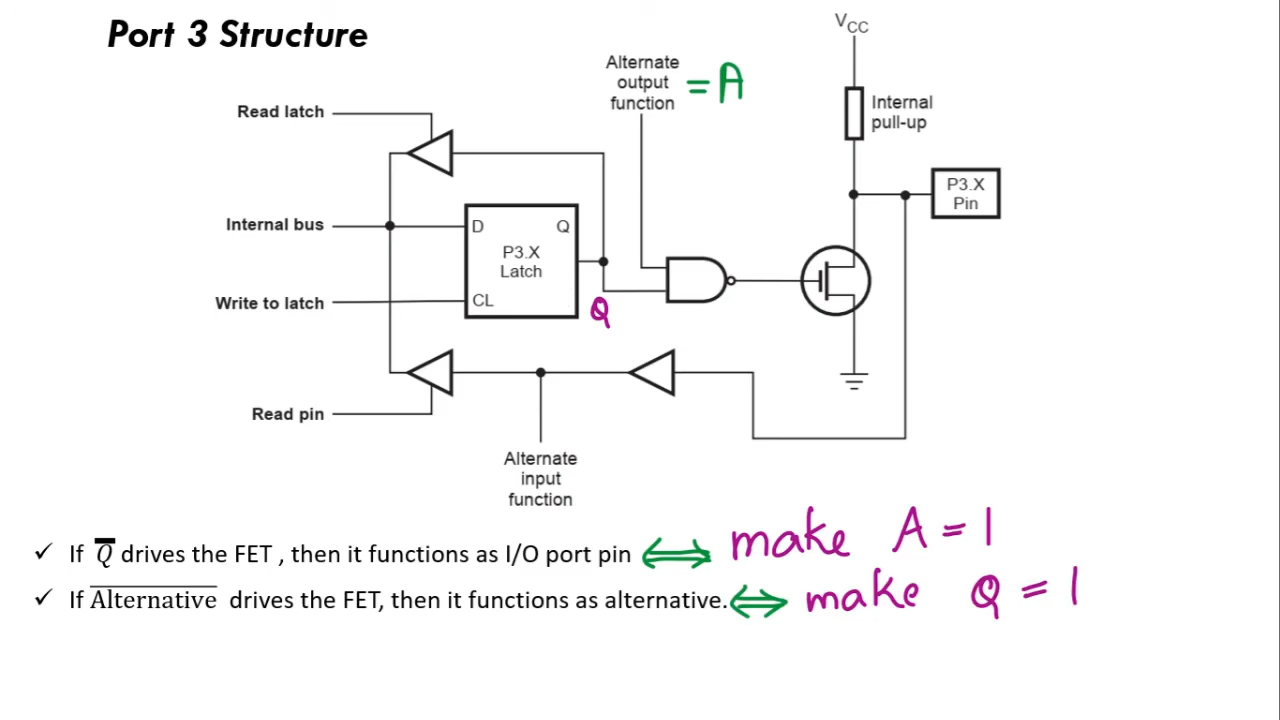 Port 3 Structure
VCC
Alternate
output
function
= A
Internal
pull-up
Read latch
P3.X
Pin
Internal bus
D
Q
P3.X
Latch
Write to latch
CL
Q
Read pin
Alternate
input
function
✓ If Q̅ drives the FET , then it functions as I/O port pin ⟺ make A = 1
✓ If A̅l̅t̅e̅r̅n̅a̅t̅i̅v̅e̅ drives the FET, then it functions as alternative. ⟺ make Q = 1